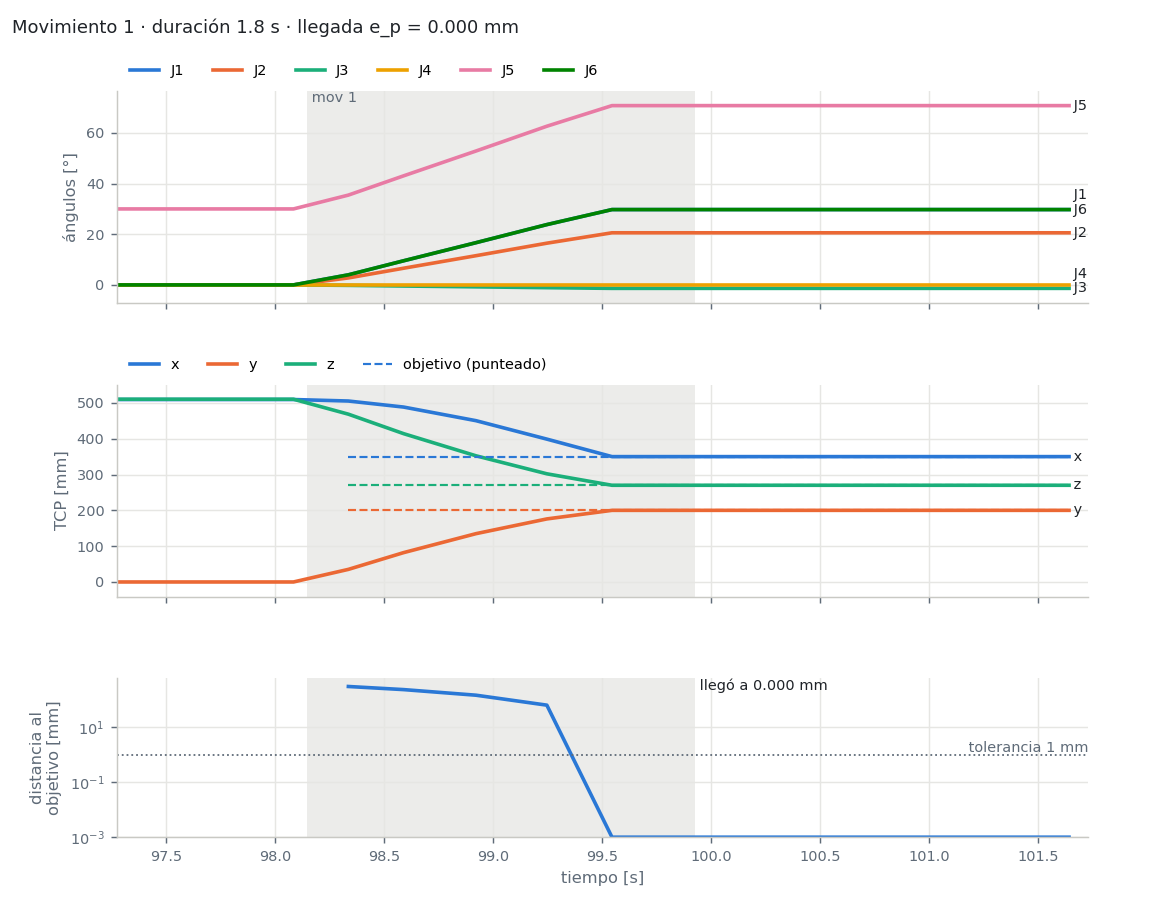 Movimiento 1 · duración 1.8 s · llegada e_p = 0.000 mm
J1 J2 J3 J4 J5 J6
mov 1
ángulos [°]
60
40
20
0
J5
J1
J6
J2
J4
J3
x y z objetivo (punteado)
TCP [mm]
500
400
300
200
100
0
x
z
y
llegó a 0.000 mm
tolerancia 1 mm
distancia al
objetivo [mm]
10¹
10⁻¹
10⁻³
97.5 98.0 98.5 99.0 99.5 100.0 100.5 101.0 101.5
tiempo [s]